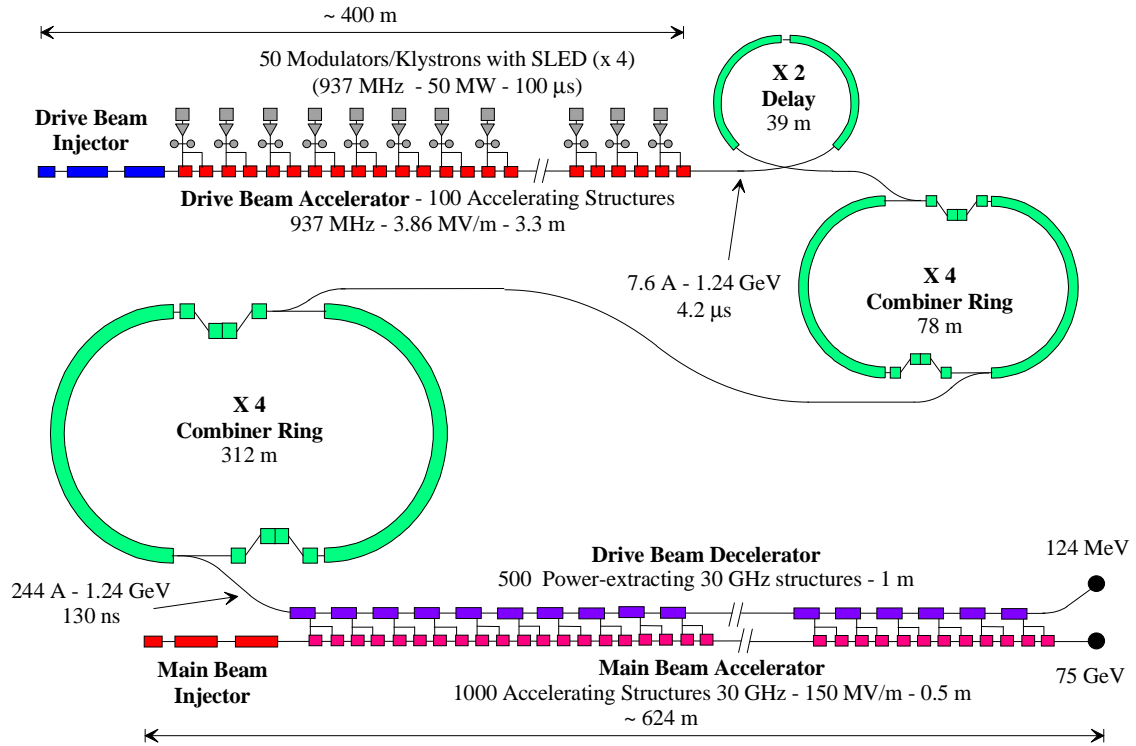 ~ 400 m
50 Modulators/Klystrons with SLED (x 4)
(937 MHz - 50 MW - 100 µs)
Drive Beam
Injector
Drive Beam Accelerator - 100 Accelerating Structures
937 MHz - 3.86 MV/m - 3.3 m
X 2
Delay
39 m
7.6 A - 1.24 GeV
4.2 µs
X 4
Combiner Ring
78 m
X 4
Combiner Ring
312 m
244 A - 1.24 GeV
130 ns
Drive Beam Decelerator
500 Power-extracting 30 GHz structures - 1 m
124 MeV
Main Beam
Injector
Main Beam Accelerator
1000 Accelerating Structures 30 GHz - 150 MV/m - 0.5 m
75 GeV
~ 624 m